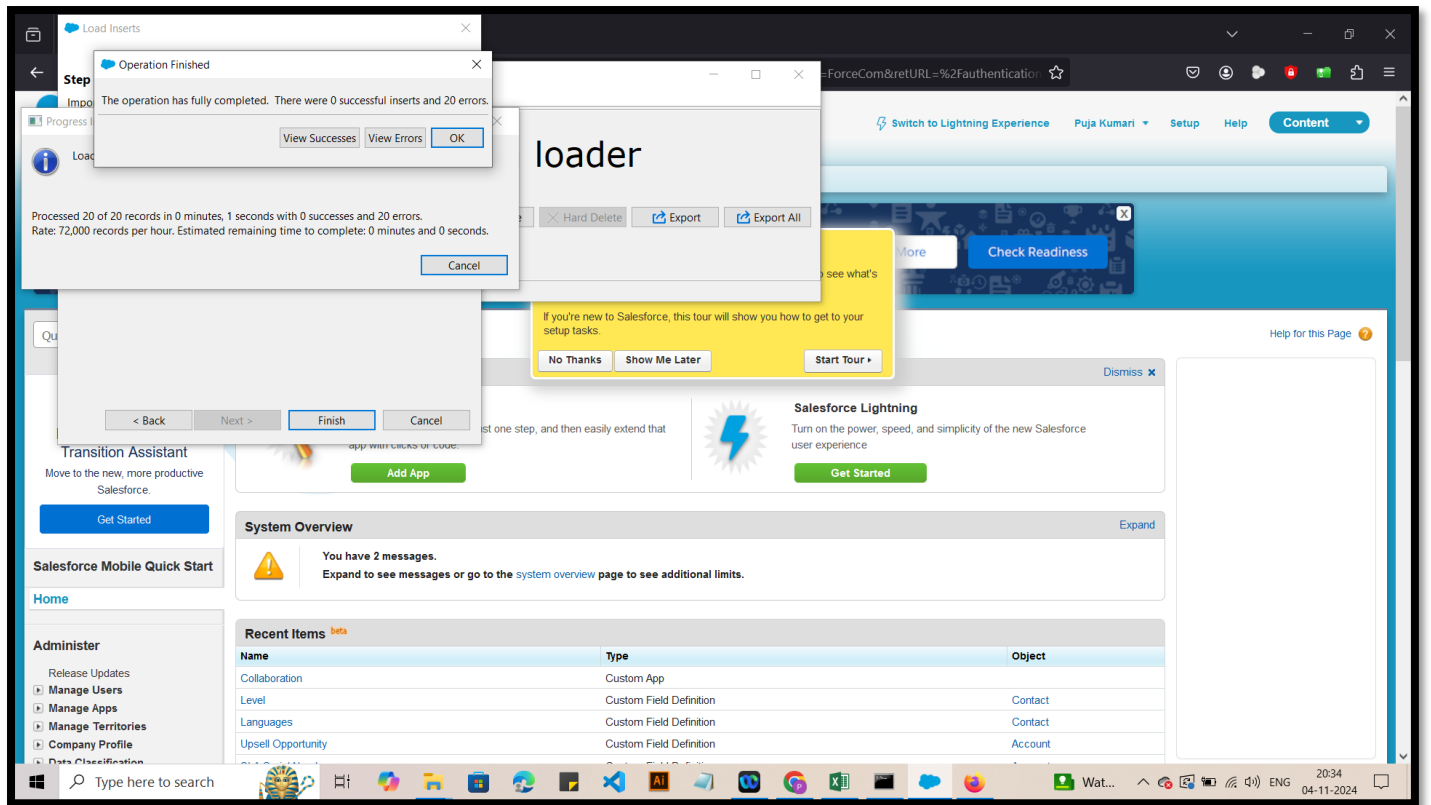 Load Inserts
Step
Impo
Operation Finished
The operation has fully completed. There were 0 successful inserts and 20 errors.
View Successes
View Errors
OK
Progress I
Loac
Processed 20 of 20 records in 0 minutes, 1 seconds with 0 successes and 20 errors.
Rate: 72,000 records per hour. Estimated remaining time to complete: 0 minutes and 0 seconds.
Cancel
< Back
Next >
Finish
Cancel
loader
Hard Delete
Export
Export All
=ForceCom&retURL=%2Fauthentication
Switch to Lightning Experience
Puja Kumari
Setup
Help
Content
More
Check Readiness
X
see what's
If you're new to Salesforce, this tour will show you how to get to your
setup tasks.
No Thanks
Show Me Later
Start Tour
Qu
Help for this Page
Dismiss
st one step, and then easily extend that
app with clicks or code.
Add App
Salesforce Lightning
Turn on the power, speed, and simplicity of the new Salesforce
user experience
Get Started
Transition Assistant
Move to the new, more productive
Salesforce.
Get Started
Salesforce Mobile Quick Start
Home
Administer
Release Updates
Manage Users
Manage Apps
Manage Territories
Company Profile
Data Classification
System Overview
Expand
You have 2 messages.
Expand to see messages or go to the system overview page to see additional limits.
Recent Items beta
Name Type Object
Collaboration Custom App
Level Custom Field Definition Contact
Languages Custom Field Definition Contact
Upsell Opportunity Custom Field Definition Account
Type here to search
Wat...
ENG
20:34
04-11-2024